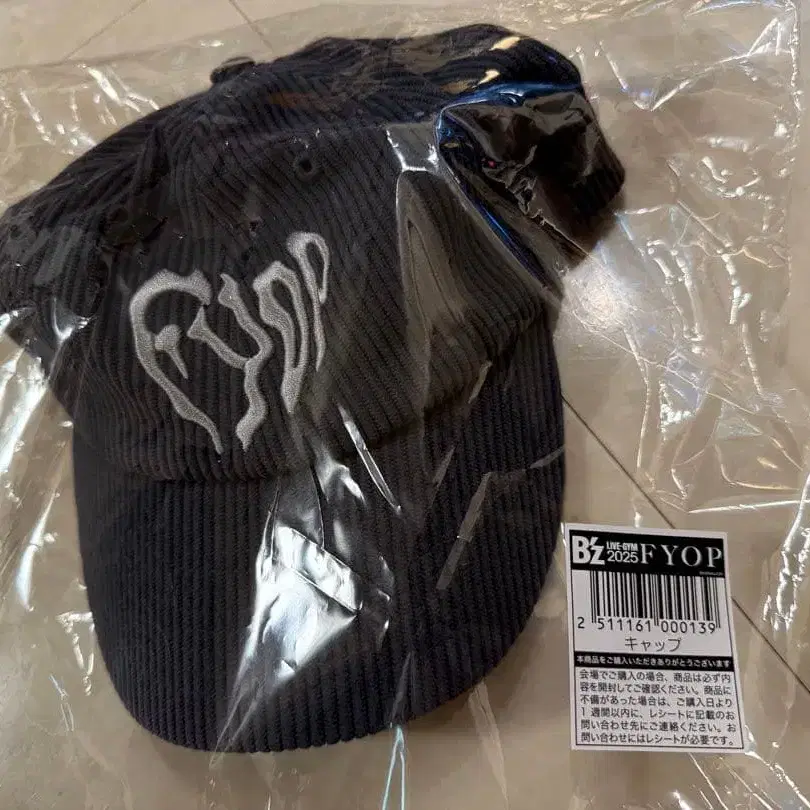 FYOP
B'z LIVE-GYM 2025 FYOP
2 511161 000139
キャップ
本商品をご購入いただきありがとうございます
会場でご購入の場合、商品は必ず内
容を開封してご確認ください。商品に
不備があった場合は、ご購入日より
1週間以内に、レシートに記載のお
問い合わせ先にご連絡ください。お
問い合わせにはレシートが必要です。